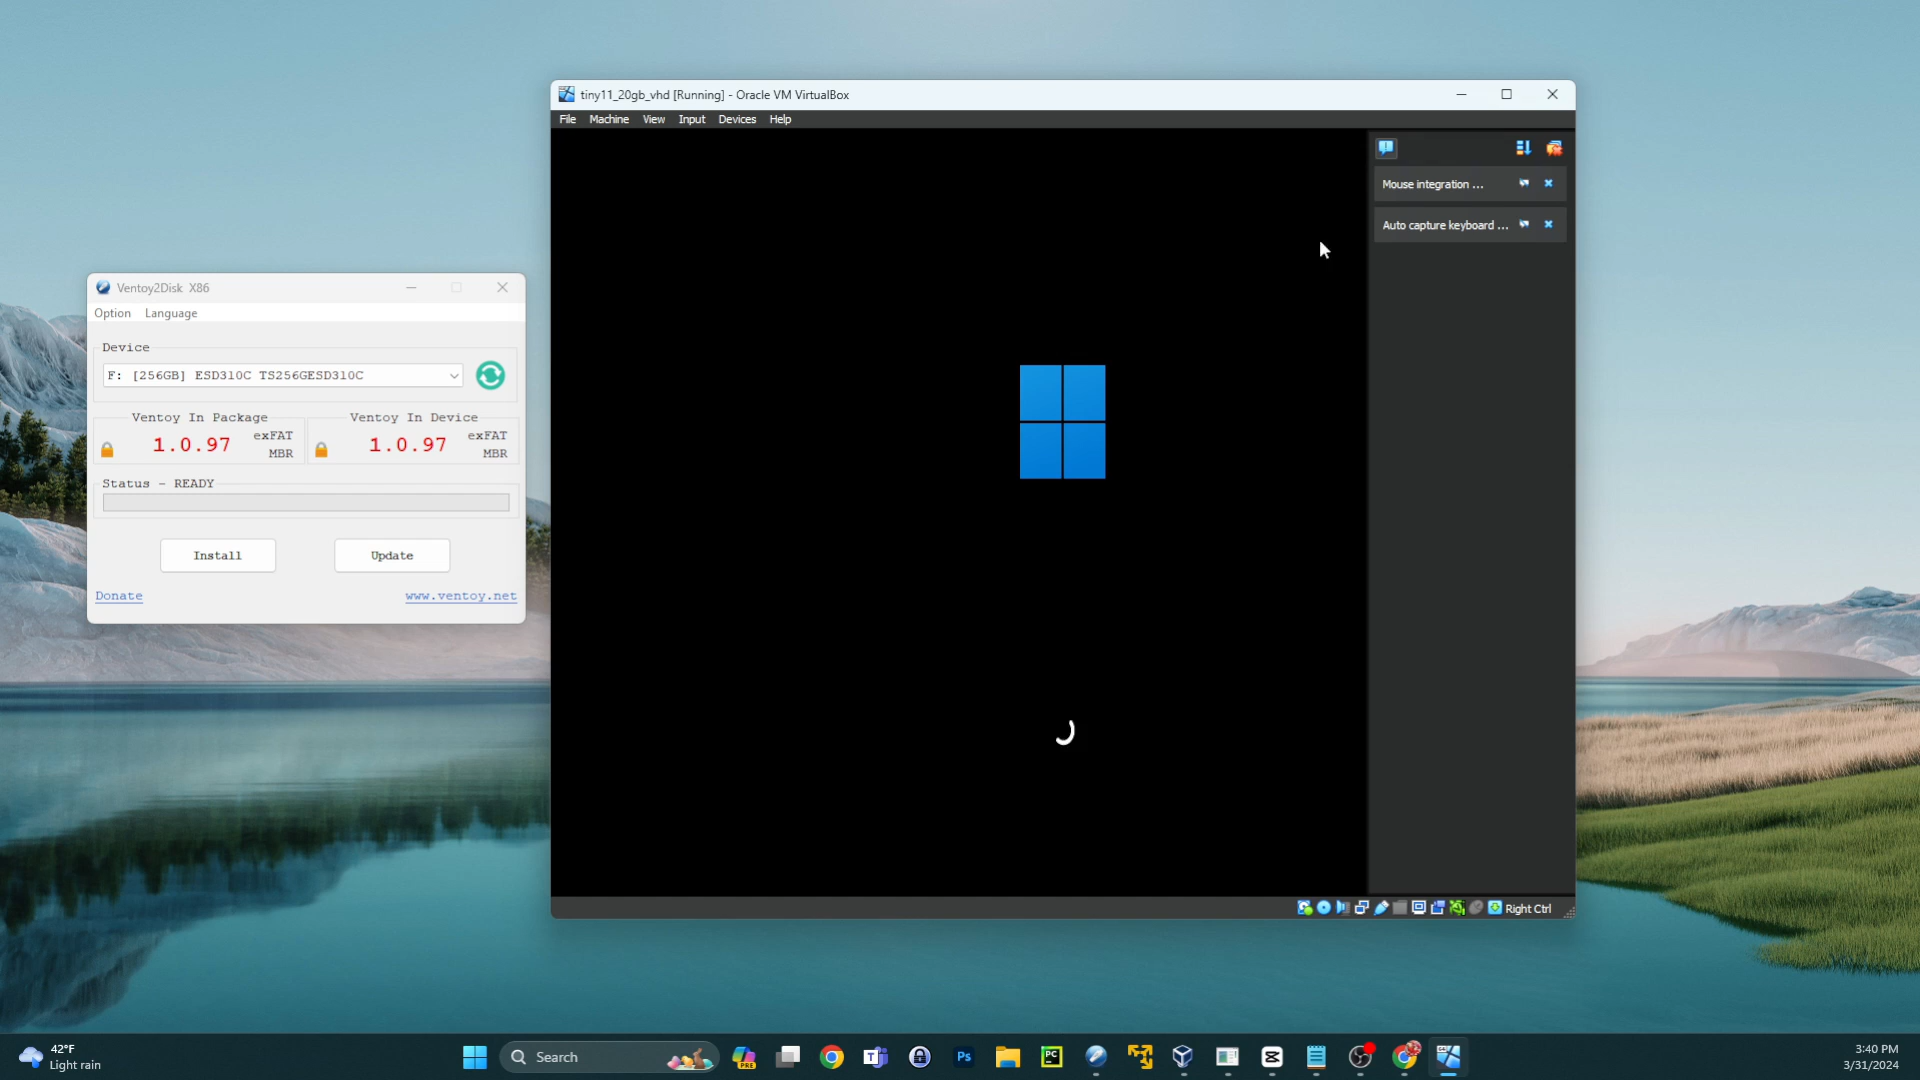 tiny11_20gb_vhd [Running] - Oracle VM VirtualBox
File Machine View Input Devices Help
Mouse integration ...
Auto capture keyboard ...
Ventoy2Disk X86
Option Language
Device
F: [256GB] ESD310C TS256GESD310C
Ventoy In Package Ventoy In Device
1.0.97 exFAT MBR 1.0.97 exFAT MBR
Status - READY
Install Update
Donate www.ventoy.net
Right Ctrl
42°F
Light rain
Search
PRE
T
Ps
PC
3:40 PM
3/31/2024